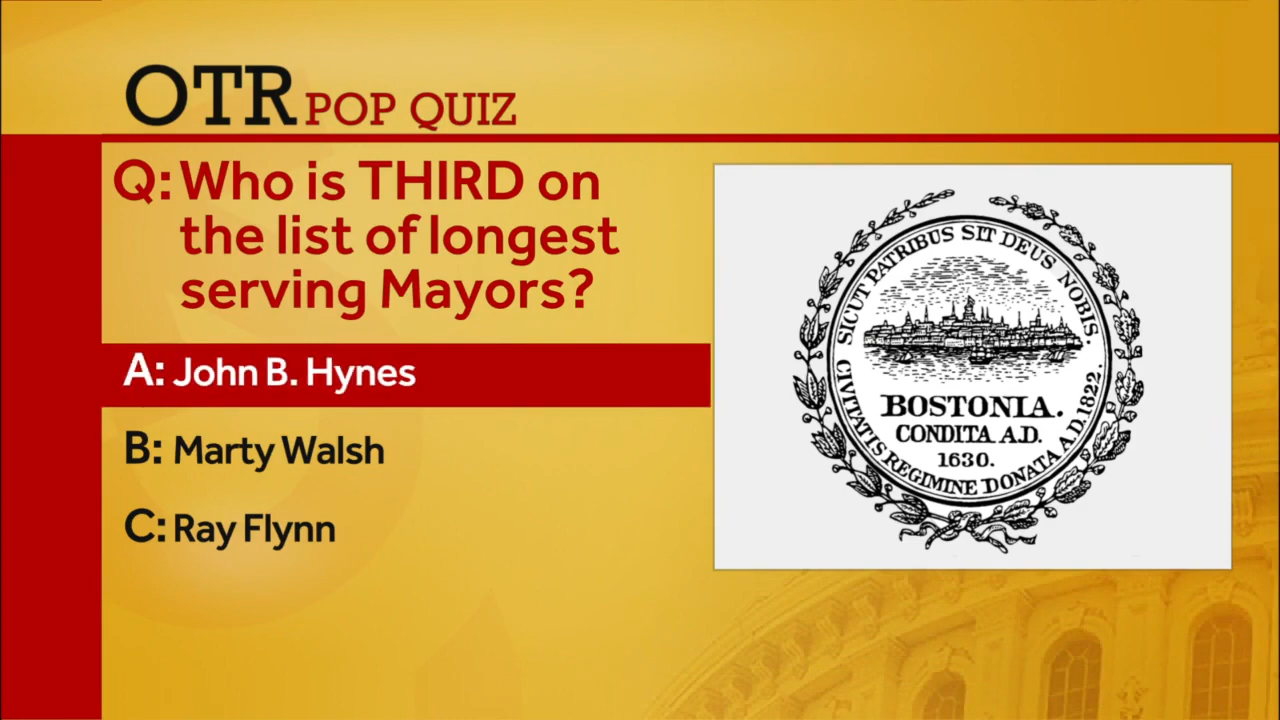 OTR POP QUIZ
Q: Who is THIRD on
the list of longest
serving Mayors?
A: John B. Hynes
B: Marty Walsh
C: Ray Flynn
SICUT PATRIBUS SIT DEUS NOBIS.
CIVITATIS REGIMINE DONATA A.D. 1822.
BOSTONIA.
CONDITA A.D.
1630.